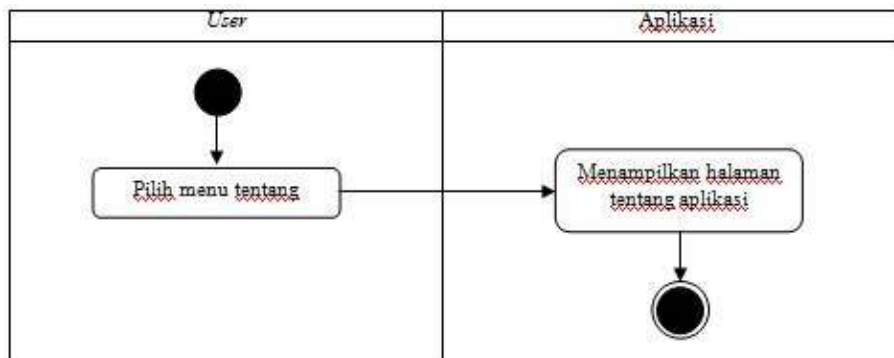 User
Aplikasi
Pilih menu tentang
Menampilkan halaman
tentang aplikasi